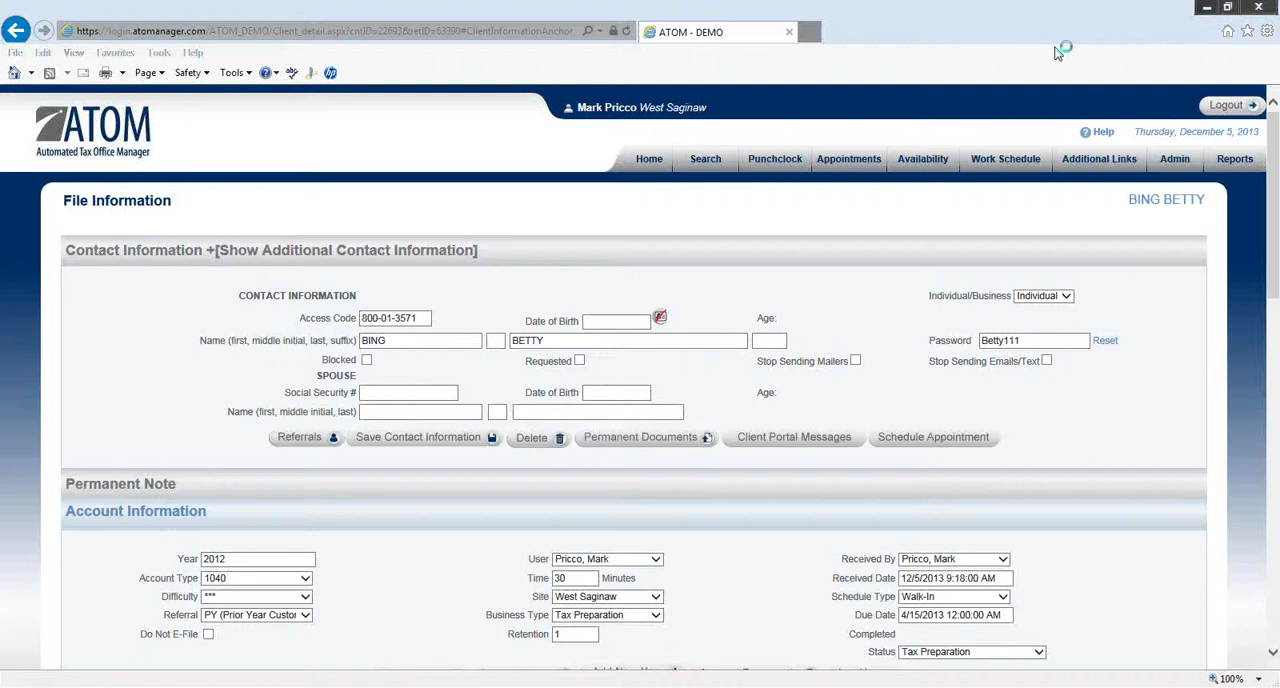 https://login.atomanager.com/ATOM_DEMO/Client_detail.aspx?cntID=22693&retID=63390#ClientInformationAnchor
ATOM - DEMO
File Edit View Favorites Tools Help
Page Safety Tools
ATOM
Automated Tax Office Manager
Mark Pricco West Saginaw
Logout
Help Thursday, December 5, 2013
Home Search Punchclock Appointments Availability Work Schedule Additional Links Admin Reports
File Information
BING BETTY
Contact Information +[Show Additional Contact Information]
CONTACT INFORMATION
Individual/Business Individual
Access Code 800-01-3571
Date of Birth
Age:
Name (first, middle initial, last, suffix) BING BETTY
Password Betty111 Reset
Blocked
Requested
Stop Sending Mailers
Stop Sending Emails/Text
SPOUSE
Social Security #
Date of Birth
Age:
Name (first, middle initial, last)
Referrals Save Contact Information Delete Permanent Documents Client Portal Messages Schedule Appointment
Permanent Note
Account Information
Year 2012 User Pricco, Mark Received By Pricco, Mark
Account Type 1040 Time 30 Minutes Received Date 12/5/2013 9:18:00 AM
Difficulty *** Site West Saginaw Schedule Type Walk-In
Referral PY (Prior Year Custor Business Type Tax Preparation Due Date 4/15/2013 12:00:00 AM
Do Not E-File Retention 1 Completed
Status Tax Preparation
100%